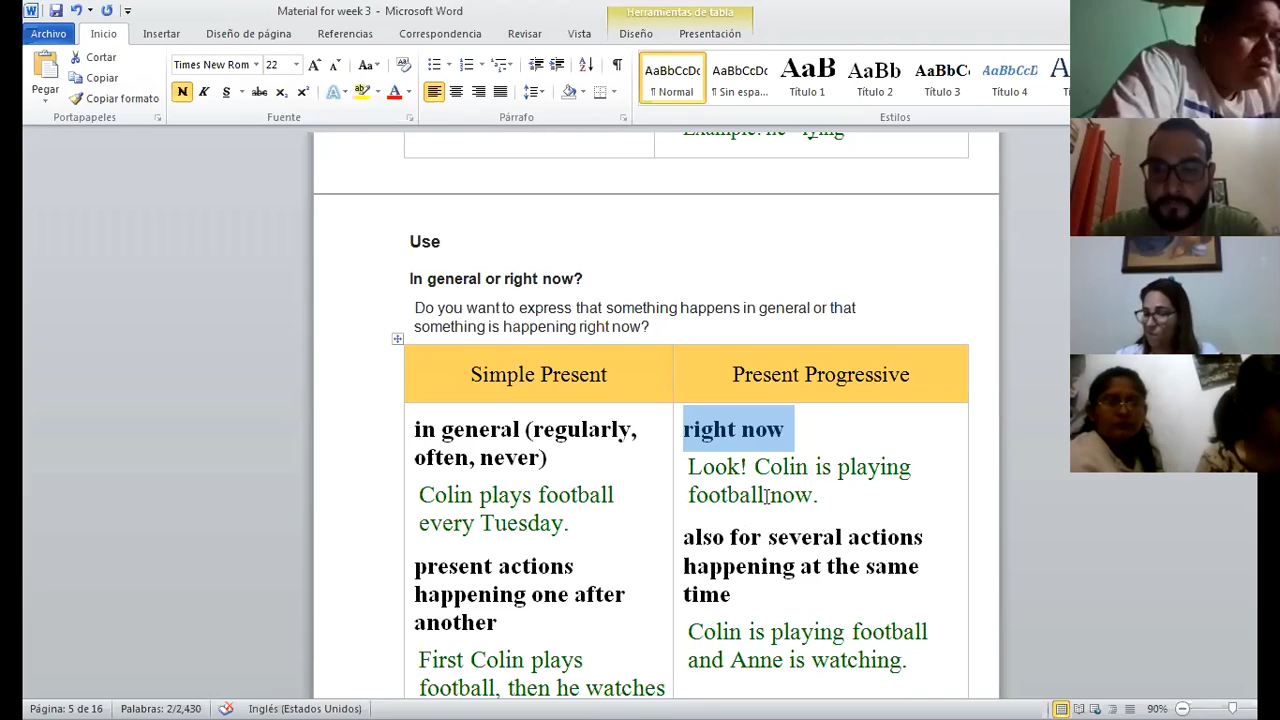 Material for week 3 - Microsoft Word
Herramientas de tabla
Archivo
Inicio
Insertar
Diseño de página
Referencias
Correspondencia
Revisar
Vista
Diseño
Presentación
Pegar
Cortar
Copiar
Copiar formato
Portapapeles
Times New Rom
22
Fuente
Párrafo
AaBbCcDc
¶ Normal
AaBbCcDc
¶ Sin espa...
AaB
Título 1
AaBb
Título 2
AaBbC
Título 3
AaBbCcD
Título 4
Estilos
Use
In general or right now?
Do you want to express that something happens in general or that
something is happening right now?
Simple Present
Present Progressive
in general (regularly,
often, never)
Colin plays football
every Tuesday.
present actions
happening one after
another
First Colin plays
football, then he watches
right now
Look! Colin is playing
football now.
also for several actions
happening at the same
time
Colin is playing football
and Anne is watching.
Página: 5 de 16
Palabras: 2/2,430
Inglés (Estados Unidos)
90%